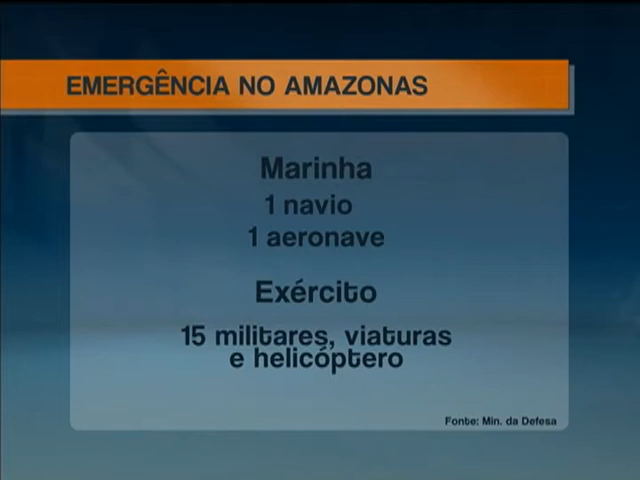 EMERGÊNCIA NO AMAZONAS
Marinha
1 navio
1 aeronave
Exército
15 militares, viaturas
e helicóptero
Fonte: Min. da Defesa